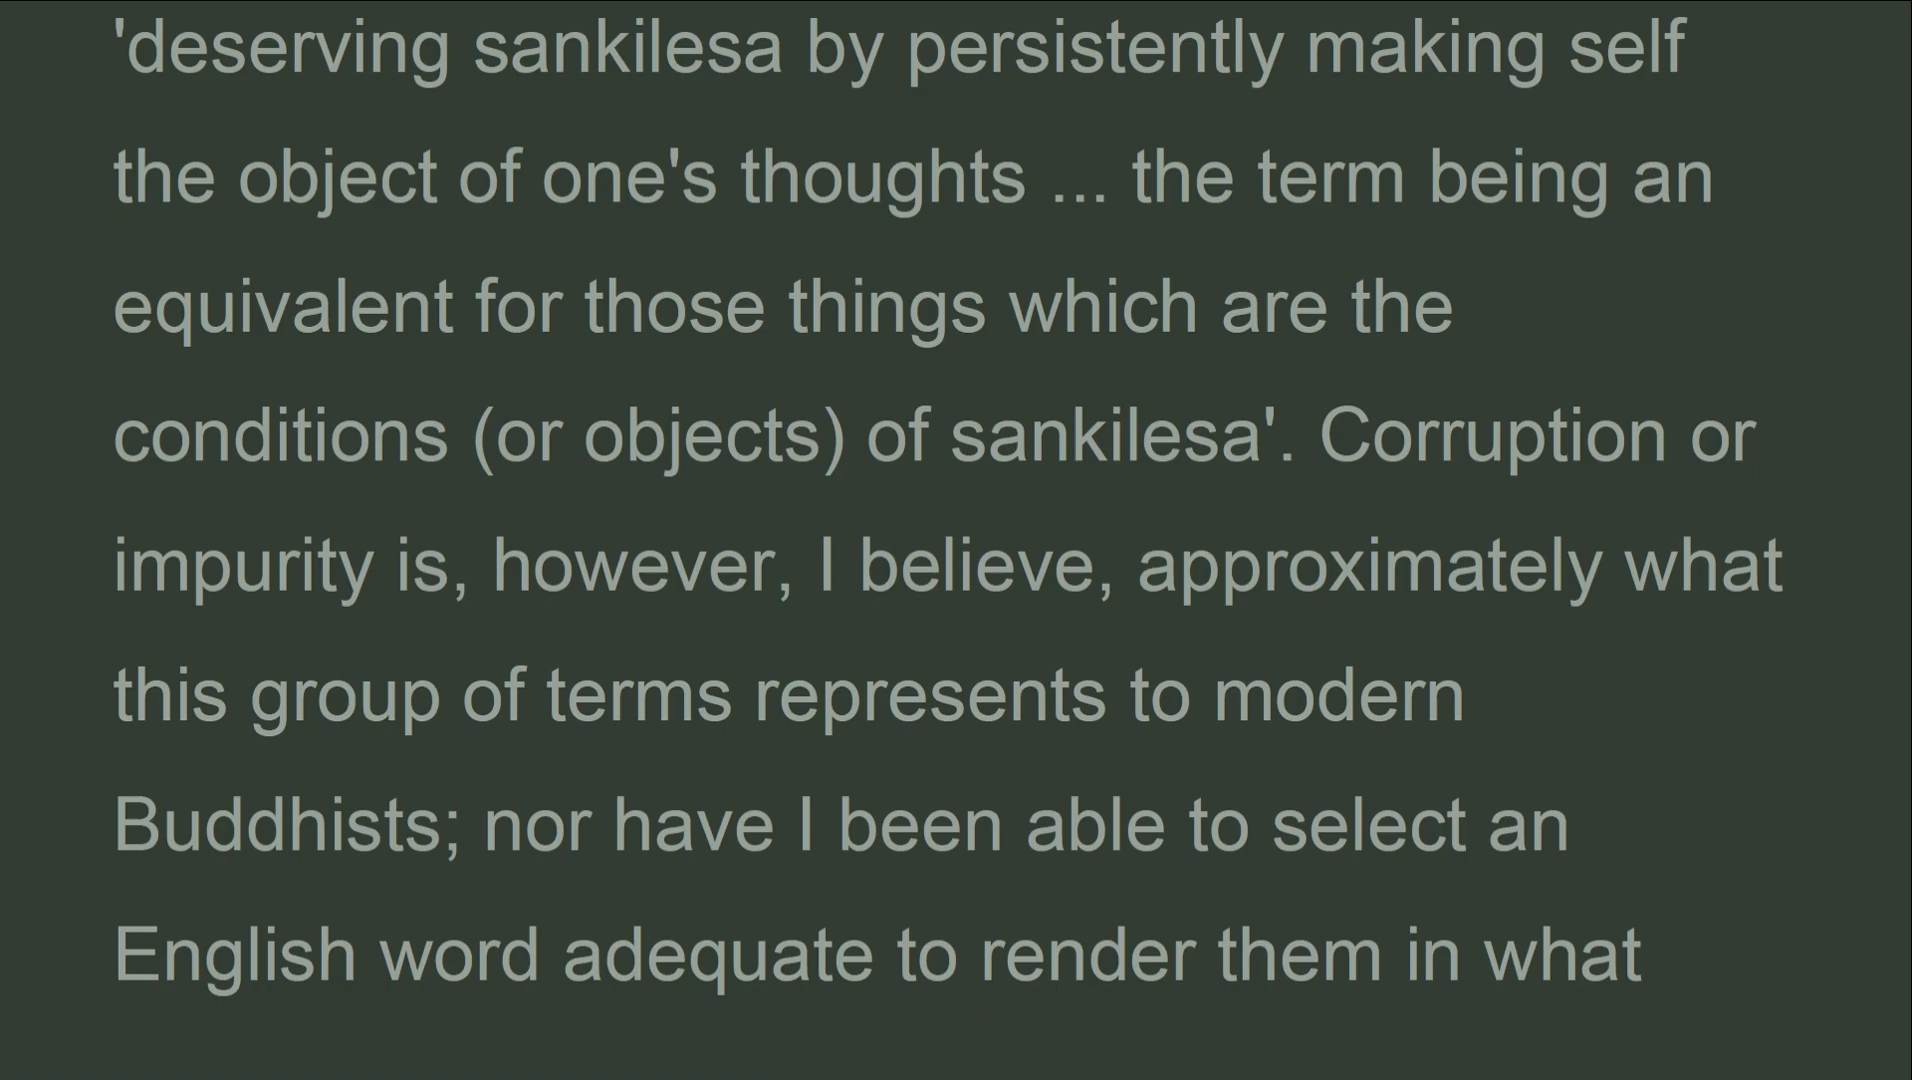 'deserving sankilesa by persistently making self
the object of one's thoughts ... the term being an
equivalent for those things which are the
conditions (or objects) of sankilesa'. Corruption or
impurity is, however, I believe, approximately what
this group of terms represents to modern
Buddhists; nor have I been able to select an
English word adequate to render them in what